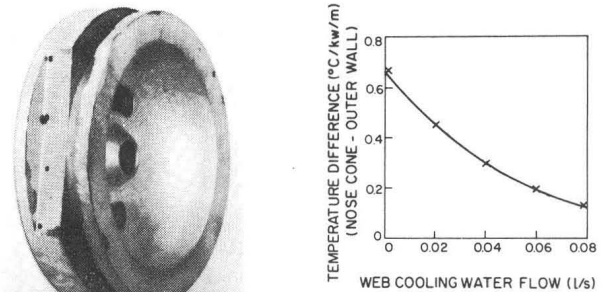 TEMPERATURE DIFFERENCE (°C/kw/m)
(NOSE CONE - OUTER WALL)
0.8
0.6
0.4
0.2
0
0 0.02 0.04 0.06 0.08
WEB COOLING WATER FLOW (l/s)